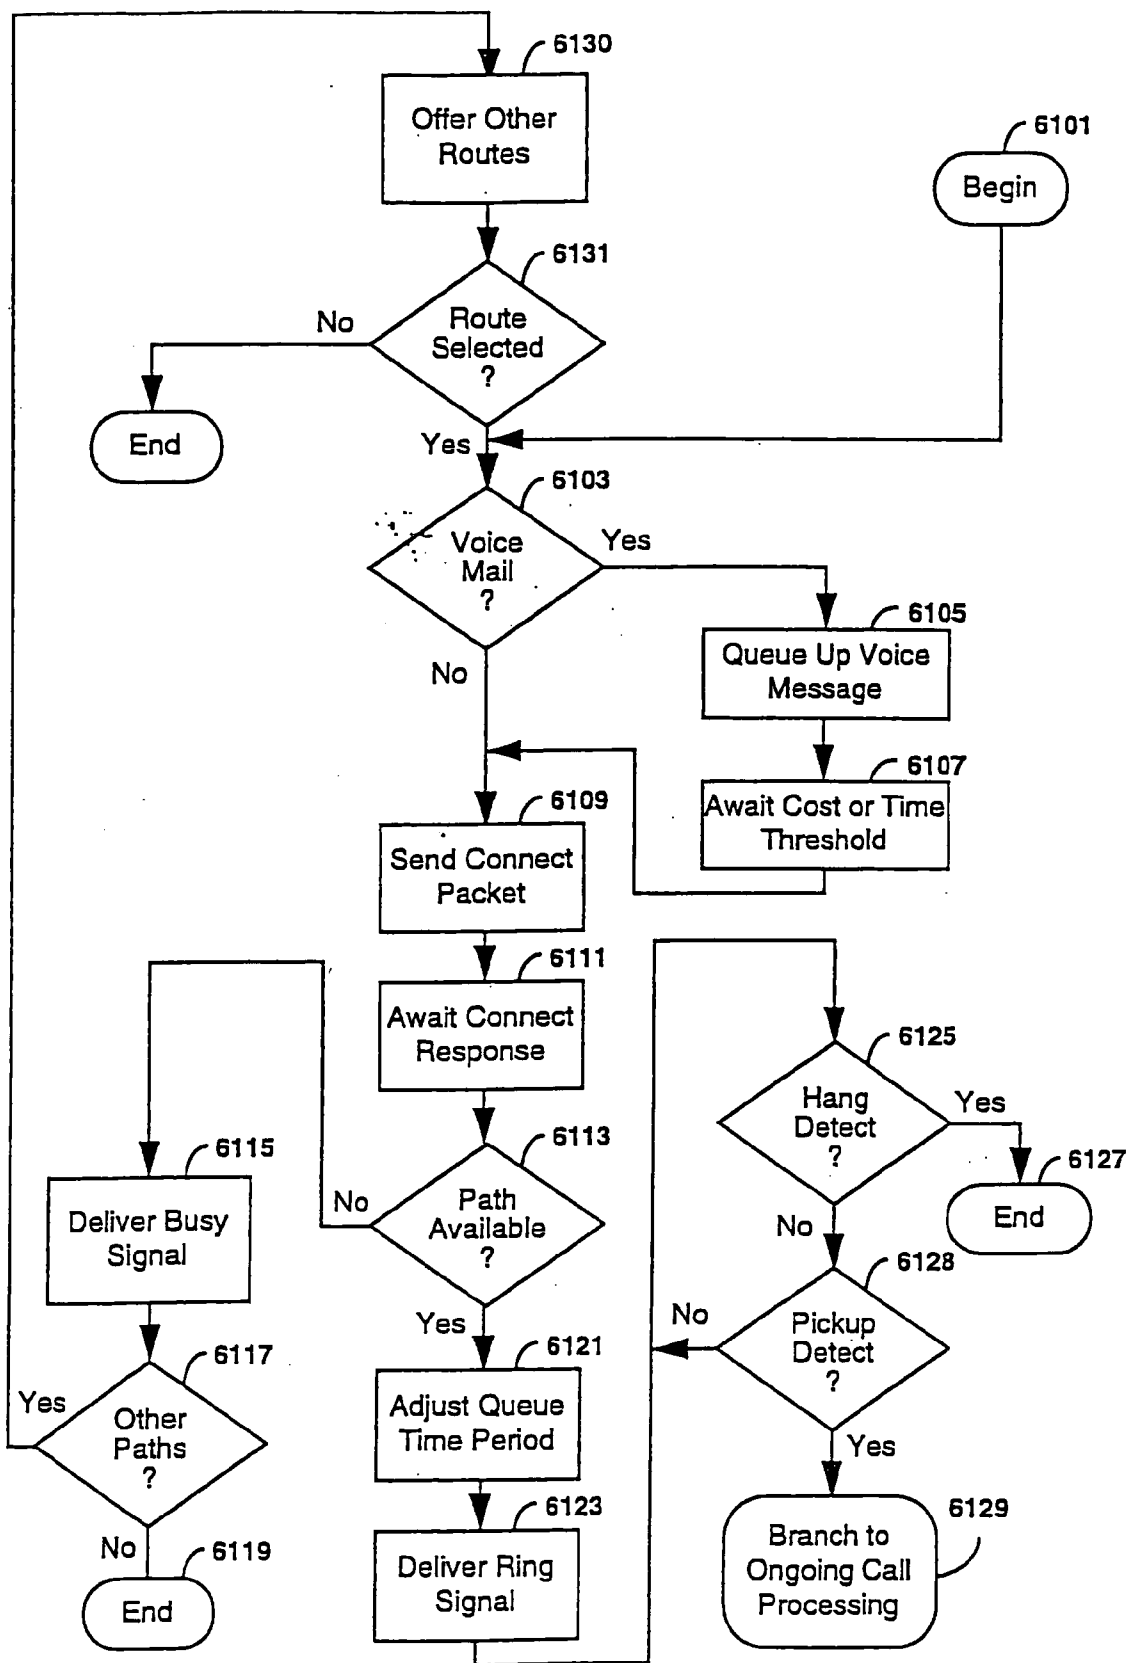 6130
Offer Other
Routes
6101
Begin
6131
Route
Selected
?
No
End
Yes
6103
Voice
Mail
?
Yes
No
6105
Queue Up Voice
Message
6107
Await Cost or Time
Threshold
6109
Send Connect
Packet
6111
Await Connect
Response
6113
Path
Available
?
No
Yes
6115
Deliver Busy
Signal
6117
Other
Paths
?
Yes
No
6119
End
6121
Adjust Queue
Time Period
6123
Deliver Ring
Signal
6125
Hang
Detect
?
Yes
6127
End
No
6128
Pickup
Detect
?
No
Yes
6129
Branch to
Ongoing Call
Processing